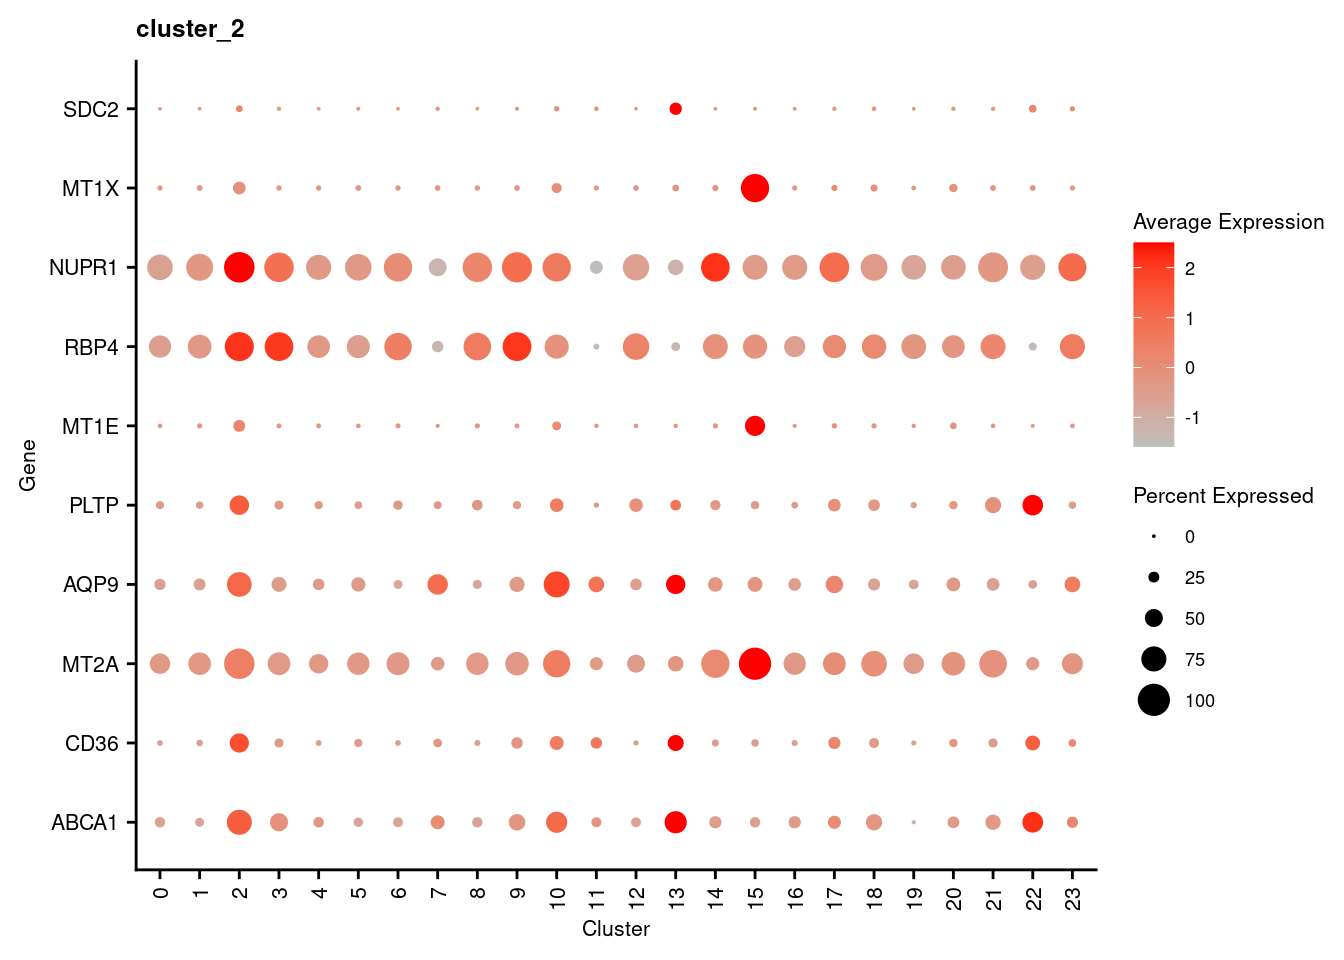 cluster_2
SDC2
MT1X
NUPR1
RBP4
MT1E
PLTP
AQP9
MT2A
CD36
ABCA1
Gene
0 1 2 3 4 5 6 7 8 9 10 11 12 13 14 15 16 17 18 19 20 21 22 23
Cluster
Average Expression
2
1
0
-1
Percent Expressed
0
25
50
75
100